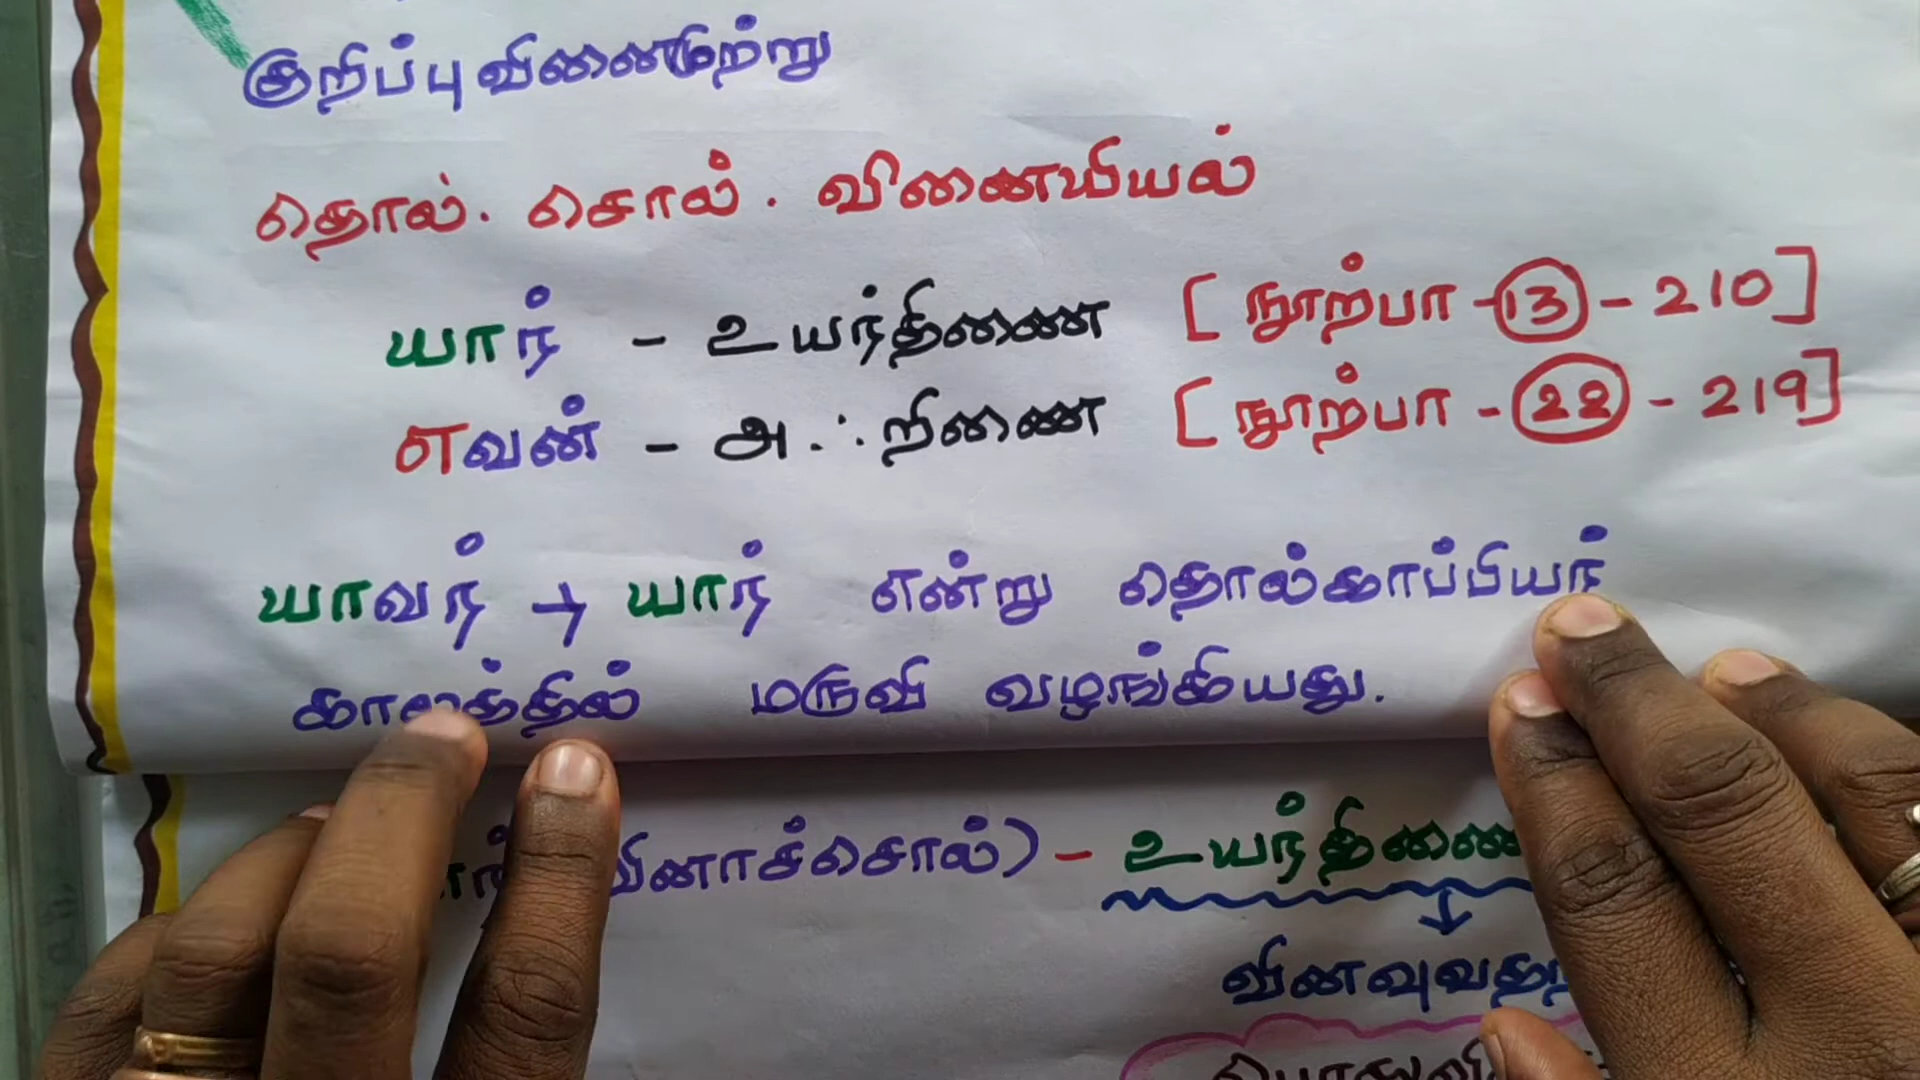 குறிப்பு வினைமுற்று
தொல். சொல். வினையியல்
யார் - உயர்திணை [நூற்பா - 13 - 210]
எவன் - அஃறிணை [நூற்பா - 22 - 219]
யாவர் → யார் என்று தொல்காப்பியர்
காலத்தில் மருவி வழங்கியது.
வினாச்சொல்) - உயர்திணை